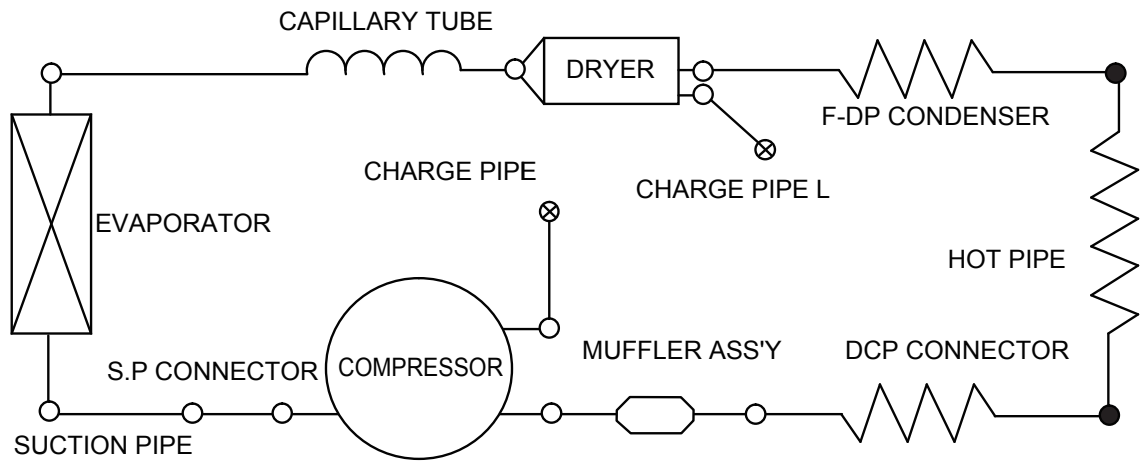 CAPILLARY TUBE
DRYER
F-DP CONDENSER
CHARGE PIPE
CHARGE PIPE L
EVAPORATOR
HOT PIPE
MUFFLER ASS'Y
DCP CONNECTOR
S.P CONNECTOR
COMPRESSOR
SUCTION PIPE